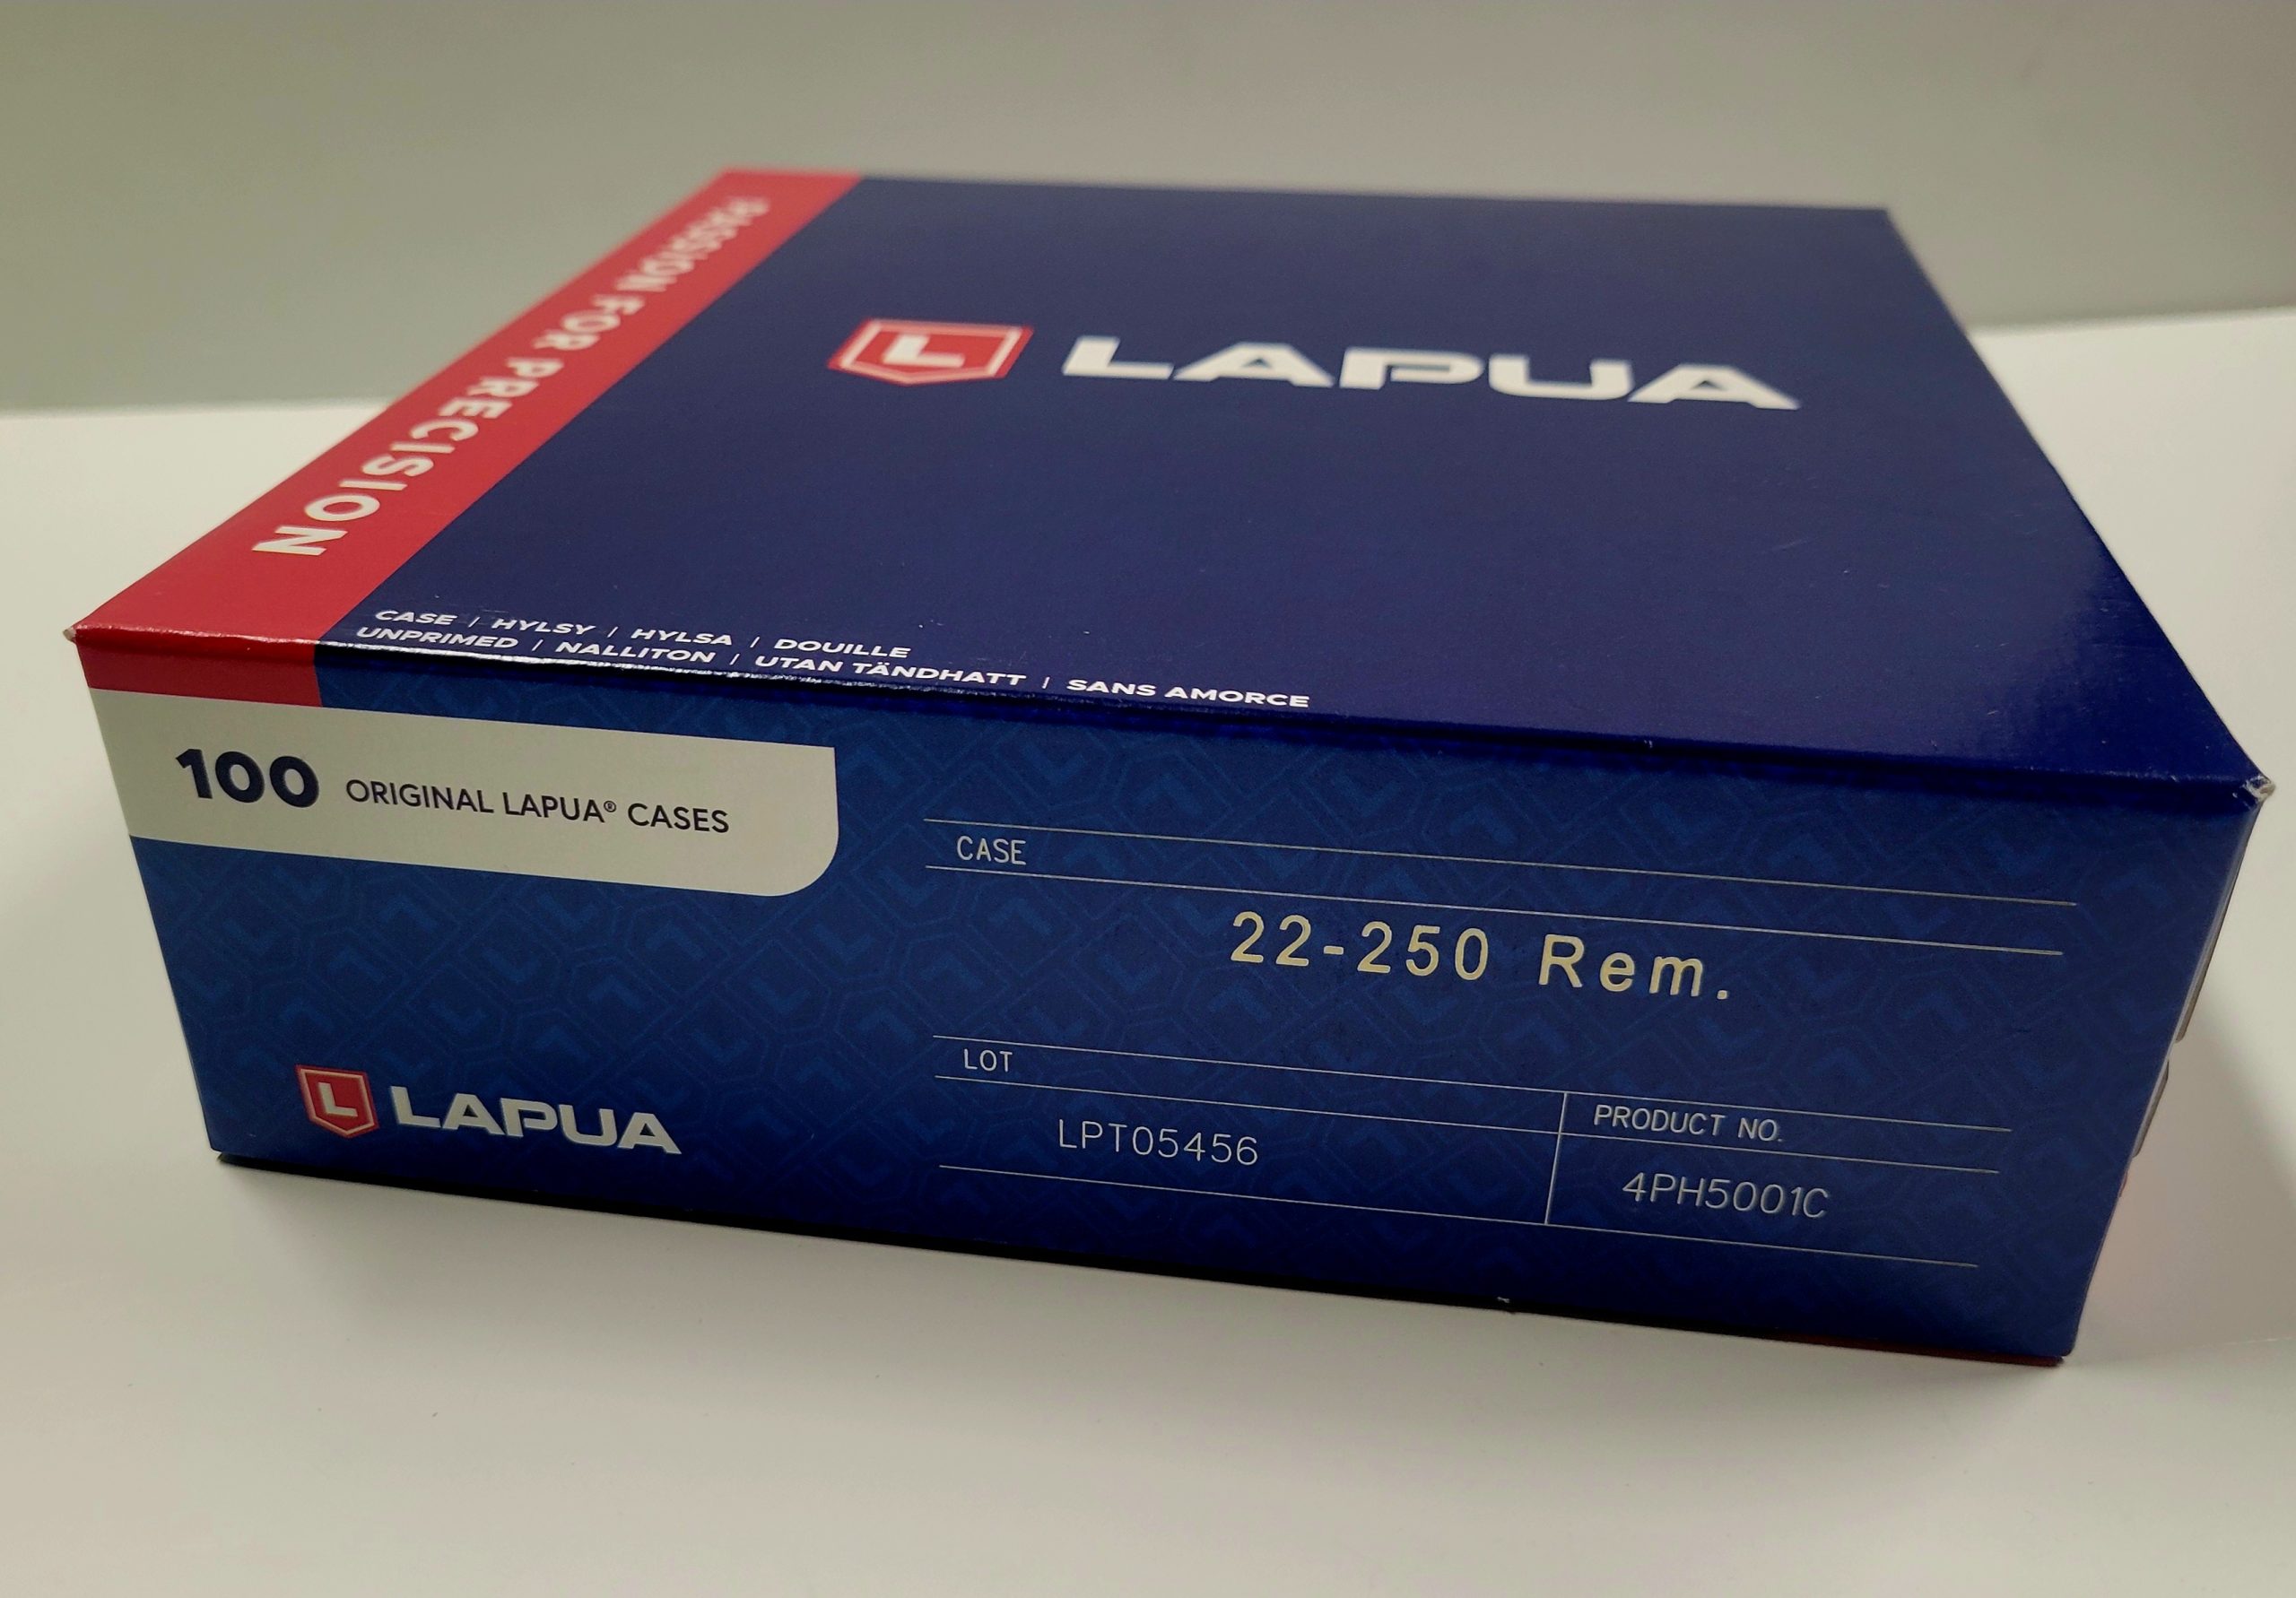 PASSION FOR PRECISION
L LAPUA
CASE / HYLSY / HYLSA / DOUILLE
UNPRIMED / NALLITON / UTAN TÄNDHATT / SANS AMORCE
100 ORIGINAL LAPUA® CASES
CASE
22-250 Rem.
LOT
PRODUCT NO.
LPT05456
4PH5001C
L LAPUA